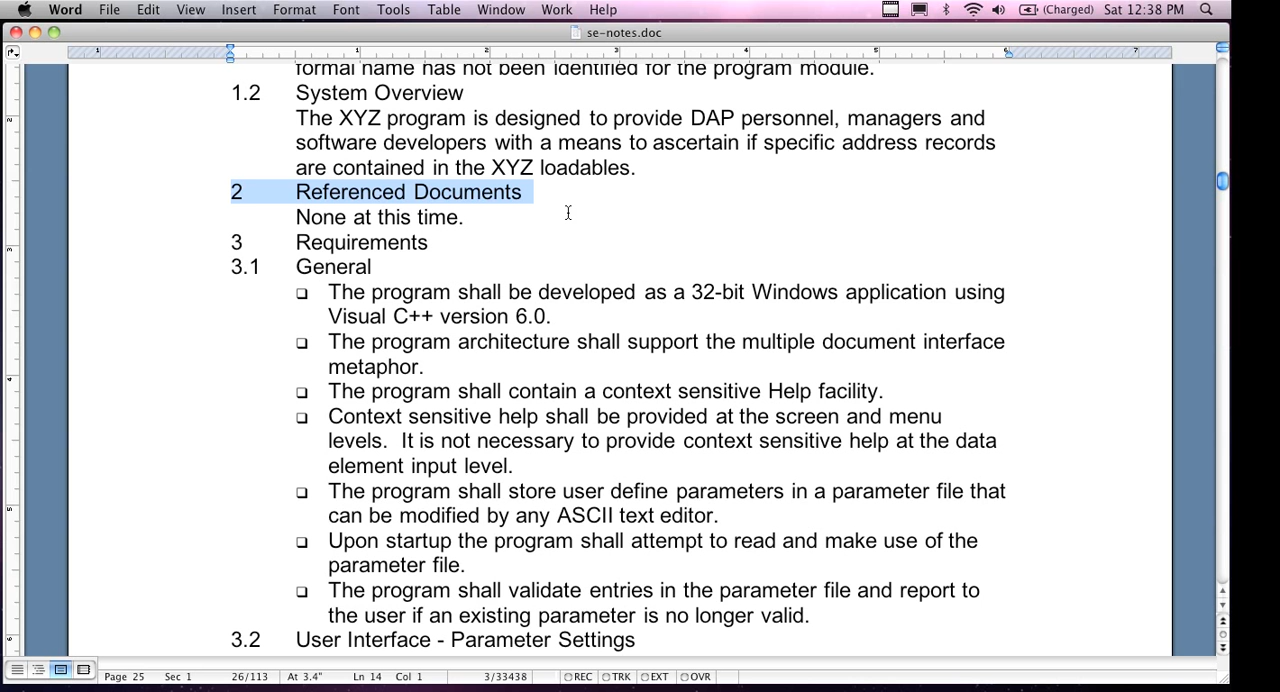 Word File Edit View Insert Format Font Tools Table Window Work Help (Charged) Sat 12:38 PM
se-notes.doc
1 1 2 3 4 5 6 7
formal name has not been identified for the program module.
1.2 System Overview
The XYZ program is designed to provide DAP personnel, managers and
software developers with a means to ascertain if specific address records
are contained in the XYZ loadables.
2 Referenced Documents
None at this time.
3 Requirements
3.1 General
❑ The program shall be developed as a 32-bit Windows application using
Visual C++ version 6.0.
❑ The program architecture shall support the multiple document interface
metaphor.
❑ The program shall contain a context sensitive Help facility.
❑ Context sensitive help shall be provided at the screen and menu
levels.  It is not necessary to provide context sensitive help at the data
element input level.
❑ The program shall store user define parameters in a parameter file that
can be modified by any ASCII text editor.
❑ Upon startup the program shall attempt to read and make use of the
parameter file.
❑ The program shall validate entries in the parameter file and report to
the user if an existing parameter is no longer valid.
3.2 User Interface - Parameter Settings
Page 25 Sec 1 26/113 At 3.4" Ln 14 Col 1 3/33438 REC TRK EXT OVR